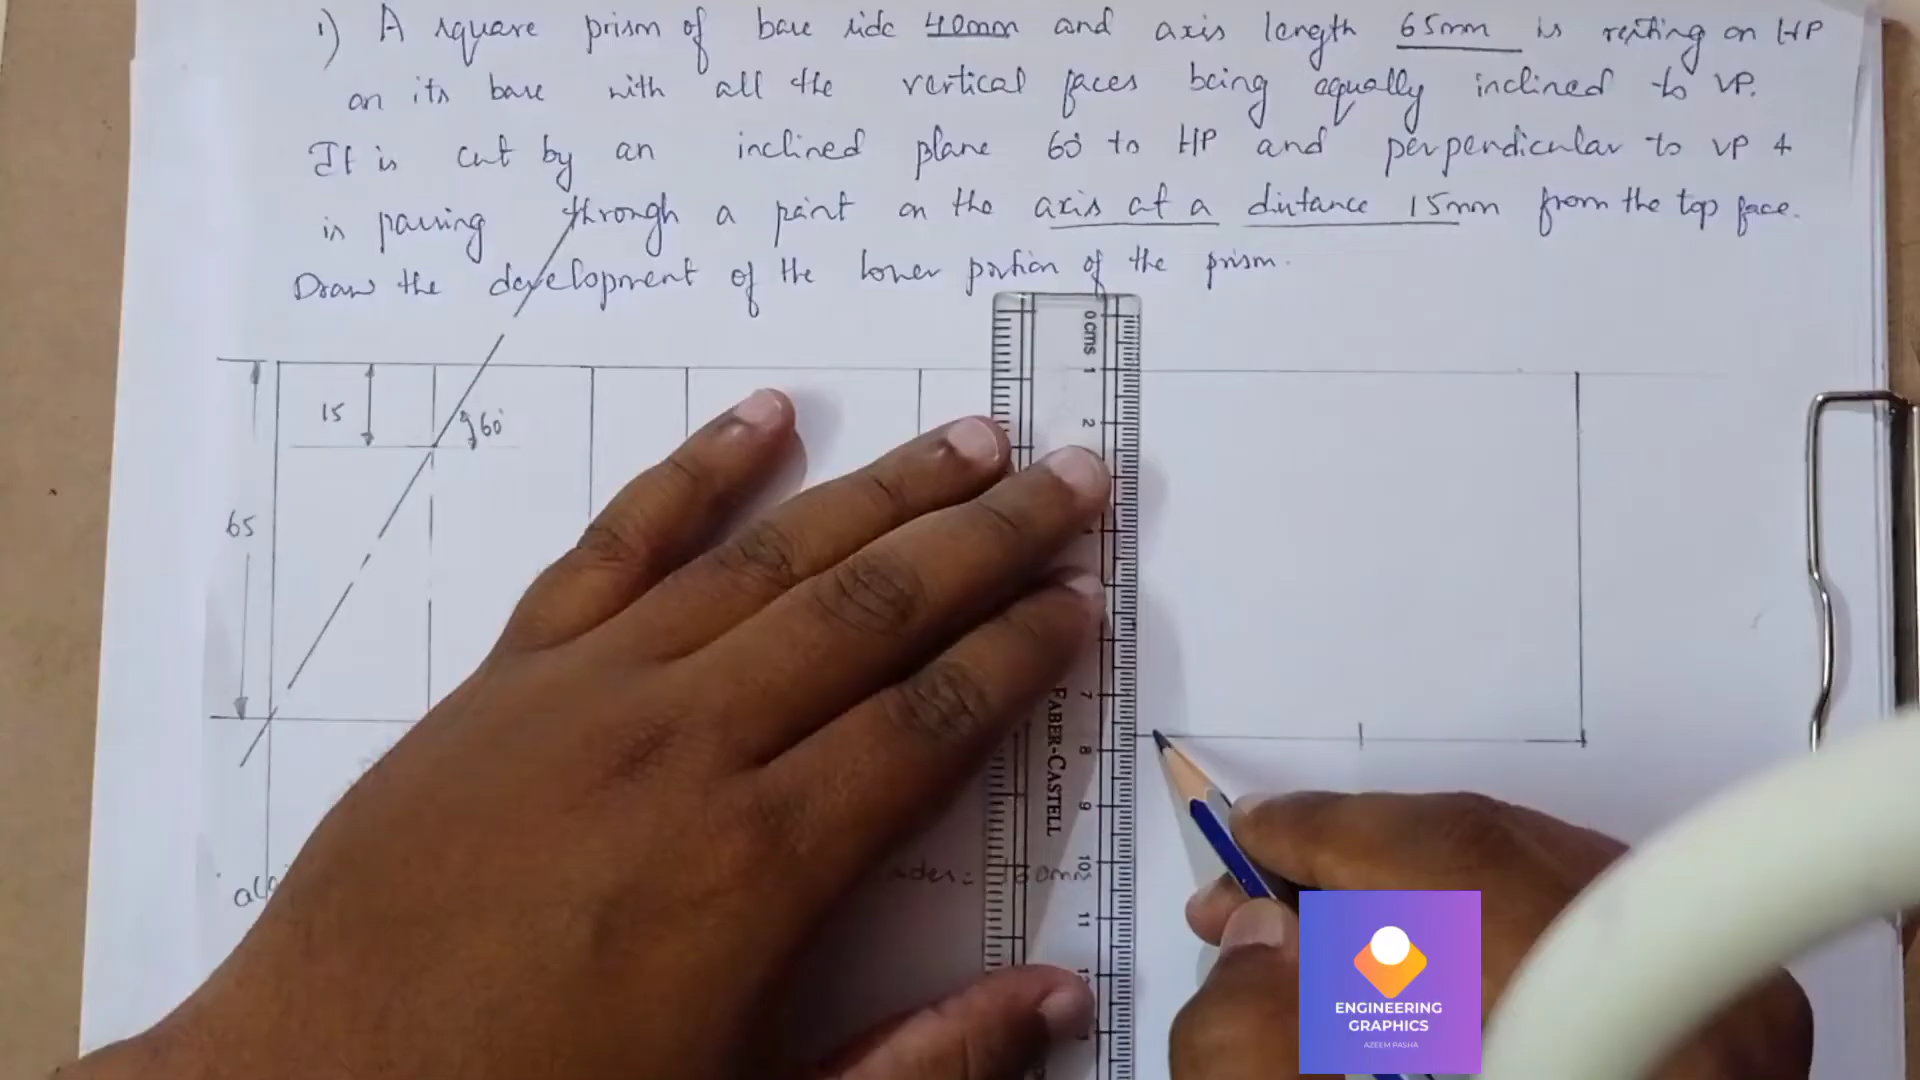 1) A square prism of base side 40mm and axis length 65mm is resting on HP
on its base with all the vertical faces being equally inclined to VP.
It is cut by an inclined plane 60° to HP and perpendicular to VP &
is passing through a point on the axis at a distance 15mm from the top face.
Draw the development of the lower portion of the prism.
15
60°
65
0 cms
1
2
7
8
9
10
11
FABER-CASTELL
ENGINEERING
GRAPHICS
AZEEM PASHA